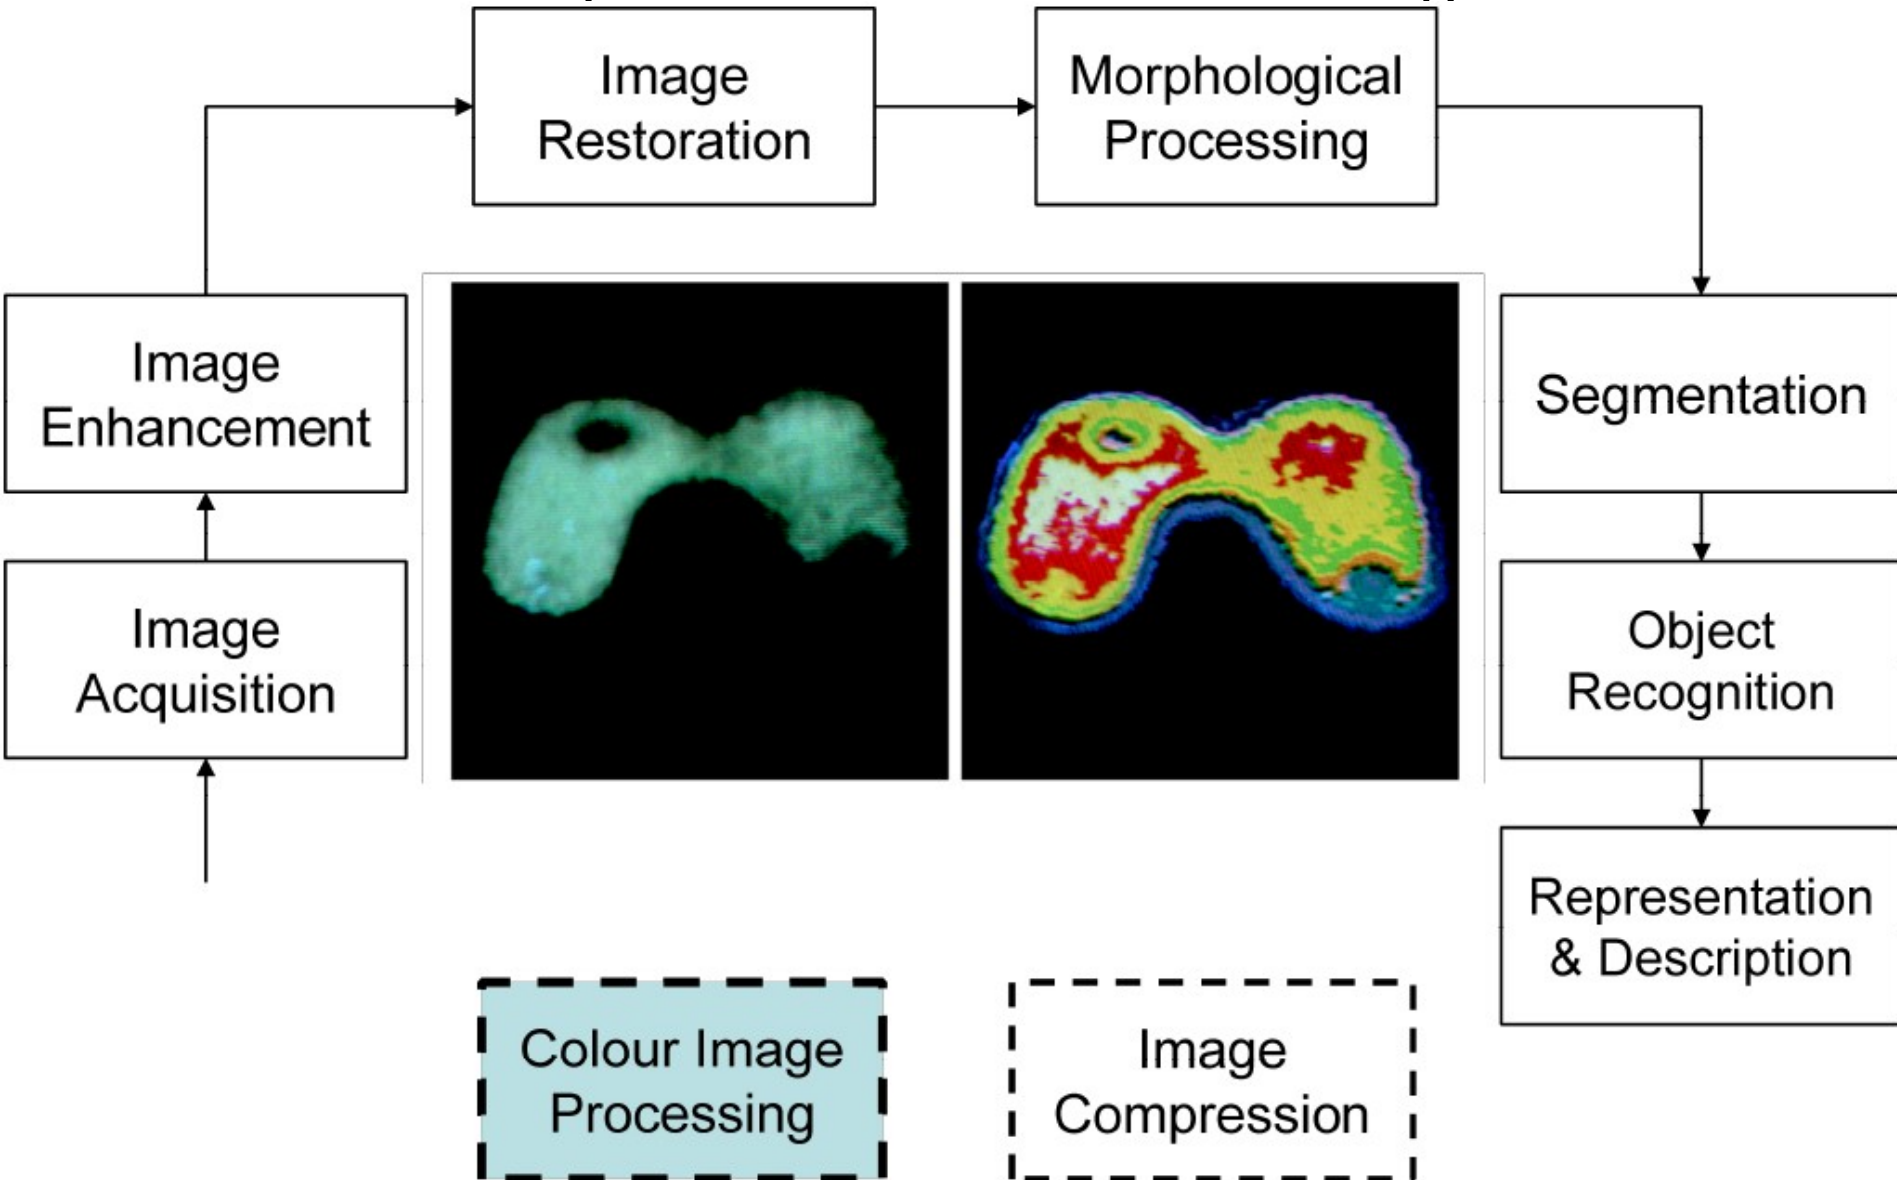 Image
Restoration
Morphological
Processing
Image
Enhancement
Segmentation
Image
Acquisition
Object
Recognition
Representation
& Description
Colour Image
Processing
Image
Compression